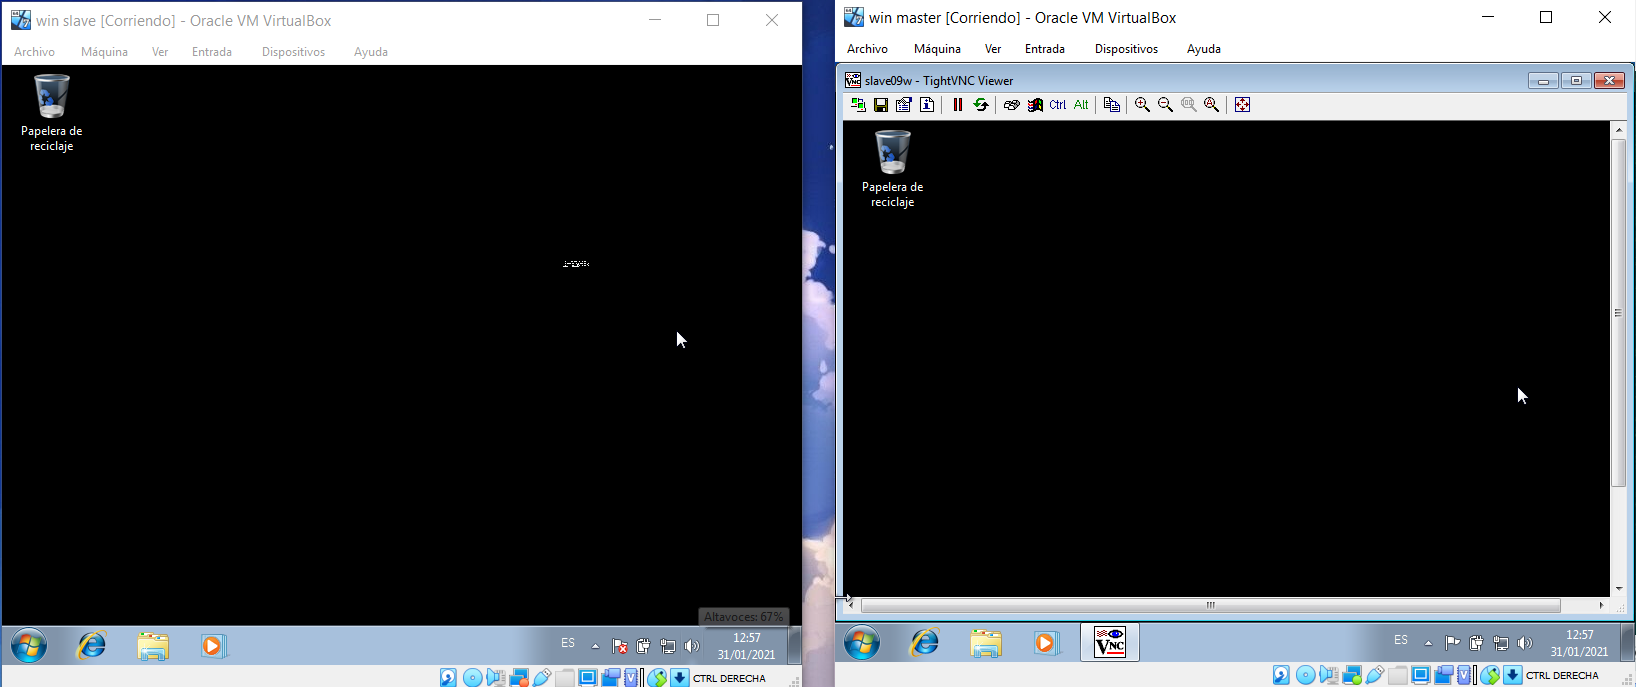 win slave [Corriendo] - Oracle VM VirtualBox
Archivo Máquina Ver Entrada Dispositivos Ayuda
Papelera de
reciclaje
Altavoces: 67%
ES
12:57
31/01/2021
CTRL DERECHA
win master [Corriendo] - Oracle VM VirtualBox
Archivo Máquina Ver Entrada Dispositivos Ayuda
slave09w - TightVNC Viewer
Ctrl Alt
Papelera de
reciclaje
VNC
ES
12:57
31/01/2021
CTRL DERECHA